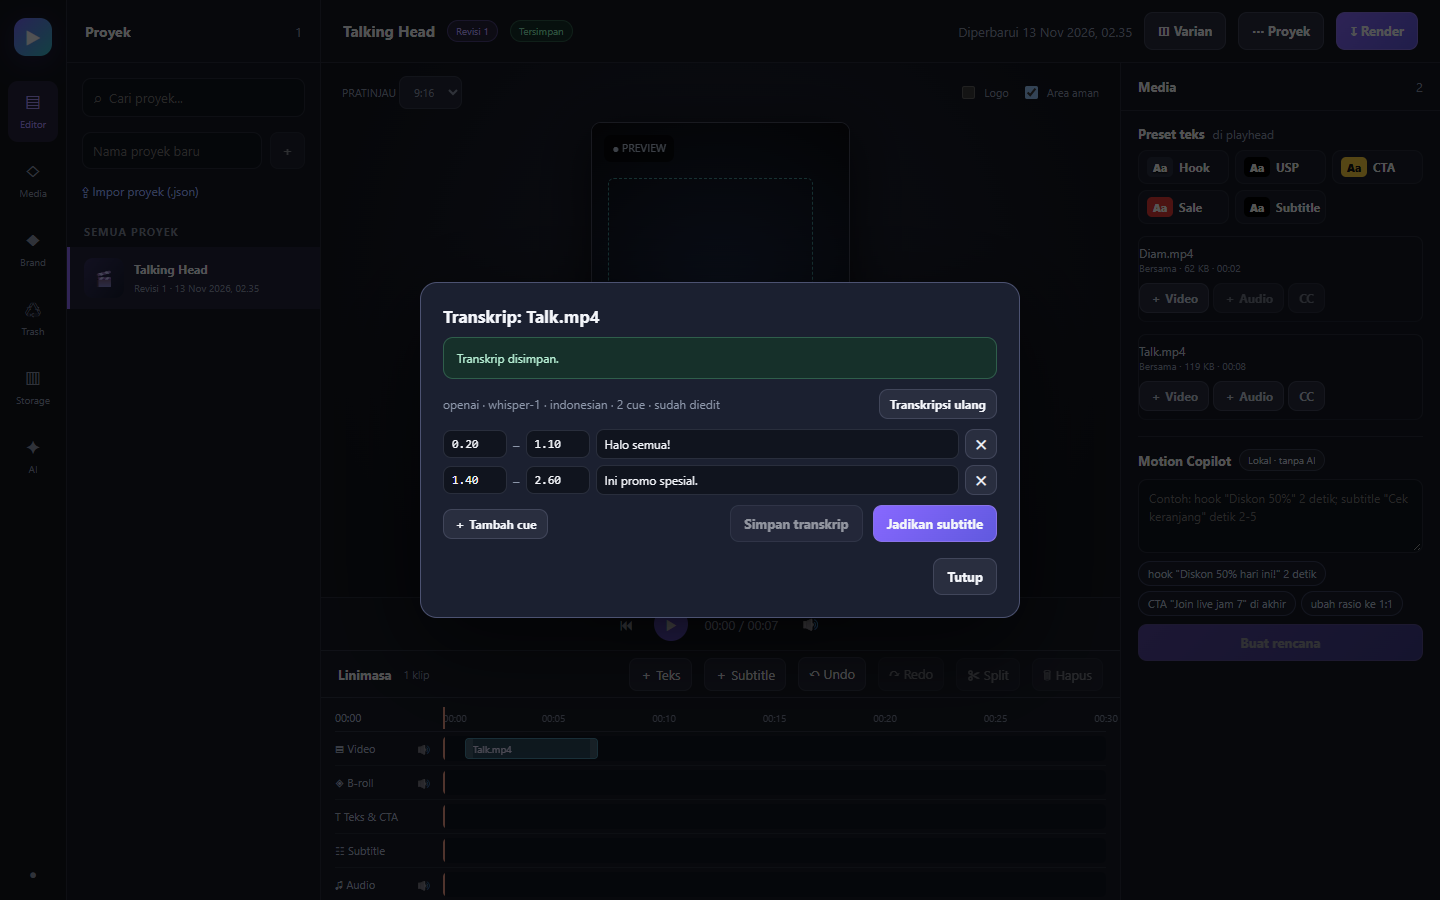 Proyek
1
Talking Head
Revisi 1
Tersimpan
Diperbarui 13 Nov 2026, 02.35
Varian
Proyek
Render
Editor
Media
Brand
Trash
Storage
AI
Cari proyek...
Nama proyek baru
+
Impor proyek (.json)
SEMUA PROYEK
Talking Head
Revisi 1 · 13 Nov 2026, 02.35
PRATINJAU
9:16
Logo
Area aman
PREVIEW
Transkrip: Talk.mp4
Transkrip disimpan.
openai · whisper-1 · indonesian · 2 cue · sudah diedit
Transkripsi ulang
0.20 – 1.10 Halo semua! ✕
1.40 – 2.60 Ini promo spesial. ✕
+ Tambah cue
Simpan transkrip
Jadikan subtitle
Tutup
00:00 / 00:07
Linimasa
1 klip
+ Teks
+ Subtitle
Undo
Redo
Split
Hapus
00:00
00:00
00:05
00:10
00:15
00:20
00:25
00:30
Video
Talk.mp4
B-roll
T Teks & CTA
Subtitle
Audio
Media
2
Preset teks di playhead
Aa Hook
Aa USP
Aa CTA
Aa Sale
Aa Subtitle
Diam.mp4
Bersama · 62 KB · 00:02
+ Video
+ Audio
CC
Talk.mp4
Bersama · 119 KB · 00:08
+ Video
+ Audio
CC
Motion Copilot
Lokal · tanpa AI
Contoh: hook "Diskon 50%" 2 detik; subtitle "Cek
keranjang" detik 2-5
hook "Diskon 50% hari ini!" 2 detik
CTA "Join live jam 7" di akhir
ubah rasio ke 1:1
Buat rencana